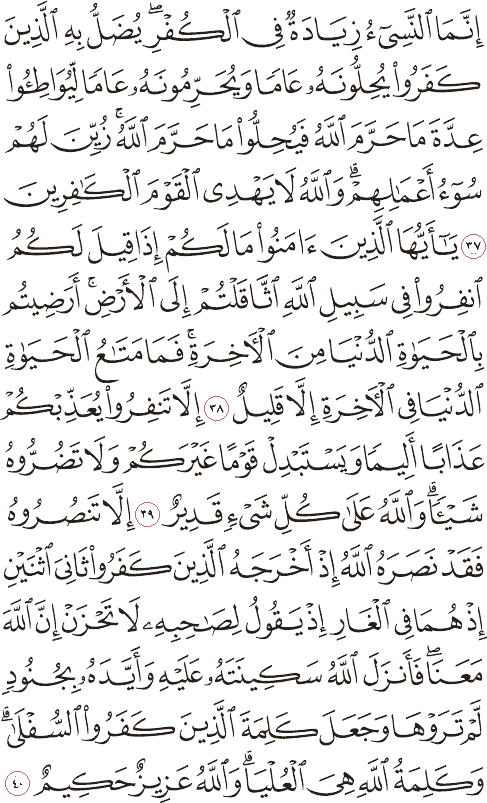 إِنَّمَا ٱلنَّسِيٓءُ زِيَادَةٌ فِى ٱلْكُفْرِ ۖ يُضَلُّ بِهِ ٱلَّذِينَ
كَفَرُوا۟ يُحِلُّونَهُۥ عَامًا وَيُحَرِّمُونَهُۥ عَامًا لِّيُوَاطِـُٔوا۟
عِدَّةَ مَا حَرَّمَ ٱللَّهُ فَيُحِلُّوا۟ مَا حَرَّمَ ٱللَّهُ ۚ زُيِّنَ لَهُمْ
سُوٓءُ أَعْمَـٰلِهِمْ ۗ وَٱللَّهُ لَا يَهْدِى ٱلْقَوْمَ ٱلْكَـٰفِرِينَ
٣٧ يَـٰٓأَيُّهَا ٱلَّذِينَ ءَامَنُوا۟ مَا لَكُمْ إِذَا قِيلَ لَكُمُ
ٱنفِرُوا۟ فِى سَبِيلِ ٱللَّهِ ٱثَّاقَلْتُمْ إِلَى ٱلْأَرْضِ ۚ أَرَضِيتُم
بِٱلْحَيَوٰةِ ٱلدُّنْيَا مِنَ ٱلْـَٔاخِرَةِ ۚ فَمَا مَتَـٰعُ ٱلْحَيَوٰةِ
ٱلدُّنْيَا فِى ٱلْـَٔاخِرَةِ إِلَّا قَلِيلٌ ٣٨ إِلَّا تَنفِرُوا۟ يُعَذِّبْكُمْ
عَذَابًا أَلِيمًا وَيَسْتَبْدِلْ قَوْمًا غَيْرَكُمْ وَلَا تَضُرُّوهُ
شَيْـًٔا ۗ وَٱللَّهُ عَلَىٰ كُلِّ شَىْءٍ قَدِيرٌ ٣٩ إِلَّا تَنصُرُوهُ
فَقَدْ نَصَرَهُ ٱللَّهُ إِذْ أَخْرَجَهُ ٱلَّذِينَ كَفَرُوا۟ ثَانِىَ ٱثْنَيْنِ
إِذْ هُمَا فِى ٱلْغَارِ إِذْ يَقُولُ لِصَـٰحِبِهِۦ لَا تَحْزَنْ إِنَّ ٱللَّهَ
مَعَنَا ۖ فَأَنزَلَ ٱللَّهُ سَكِينَتَهُۥ عَلَيْهِ وَأَيَّدَهُۥ بِجُنُودٍ
لَّمْ تَرَوْهَا وَجَعَلَ كَلِمَةَ ٱلَّذِينَ كَفَرُوا۟ ٱلسُّفْلَىٰ ۗ
وَكَلِمَةُ ٱللَّهِ هِىَ ٱلْعُلْيَا ۗ وَٱللَّهُ عَزِيزٌ حَكِيمٌ ٤٠